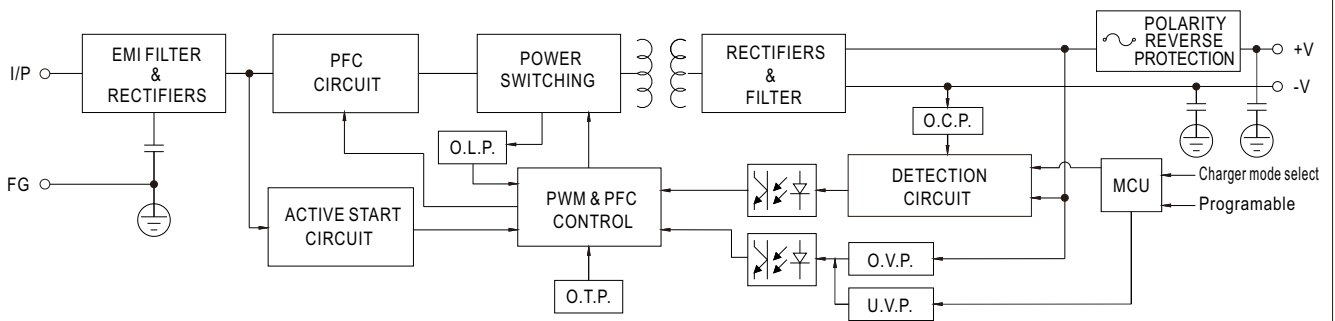 I/P
EMI FILTER
&
RECTIFIERS
PFC
CIRCUIT
POWER
SWITCHING
RECTIFIERS
&
FILTER
POLARITY
REVERSE
PROTECTION
+V
-V
O.L.P.
O.C.P.
FG
ACTIVE START
CIRCUIT
PWM & PFC
CONTROL
DETECTION
CIRCUIT
MCU
Charger mode select
Programable
O.T.P.
O.V.P.
U.V.P.